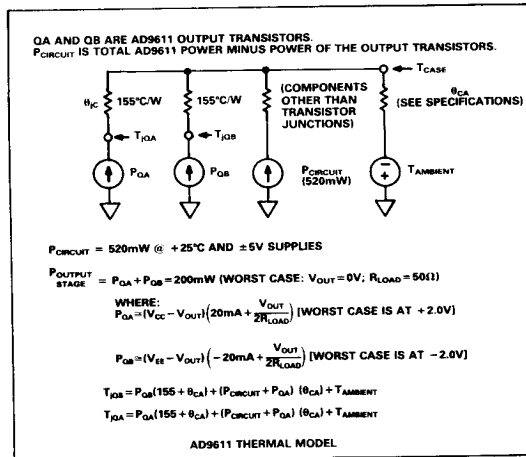 QA AND QB ARE AD9611 OUTPUT TRANSISTORS.
PCIRCUIT IS TOTAL AD9611 POWER MINUS POWER OF THE OUTPUT TRANSISTORS.
TCASE
θjC 155°C/W 155°C/W (COMPONENTS OTHER THAN TRANSISTOR JUNCTIONS) θCA (SEE SPECIFICATIONS)
TjQA TjQB
PQA PQB PCIRCUIT (520mW) TAMBIENT
PCIRCUIT = 520mW @ +25°C AND ±5V SUPPLIES
POUTPUT STAGE = PQA + PQB = 200mW (WORST CASE: VOUT = 0V; RLOAD = 50Ω)
WHERE:
PQA ≅ (VCC − VOUT) (20mA + VOUT/2RLOAD) [WORST CASE IS AT +2.0V]
PQB ≅ (VEE − VOUT) (−20mA + VOUT/2RLOAD) [WORST CASE IS AT −2.0V]
TjQB = PQB(155 + θCA) + (PCIRCUIT + PQA) (θCA) + TAMBIENT
TjQA = PQA(155 + θCA) + (PCIRCUIT + PQA) (θCA) + TAMBIENT
AD9611 THERMAL MODEL